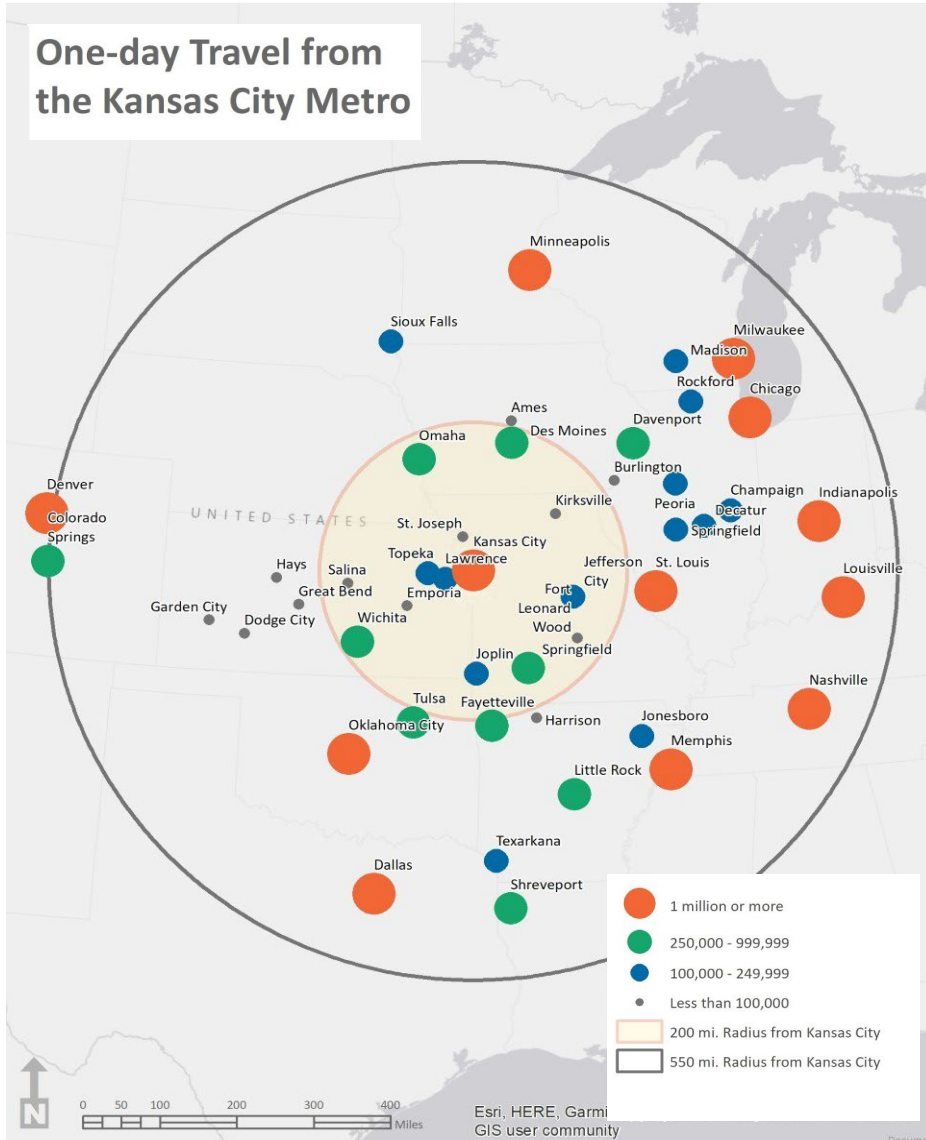 One-day Travel from
the Kansas City Metro
Minneapolis
Sioux Falls
Milwaukee
Madison
Rockford
Chicago
Ames
Omaha
Des Moines
Davenport
Burlington
Denver
Colorado
Springs
UNITED STATES
Kirksville
Peoria
Champaign
Decatur
Springfield
Indianapolis
St. Joseph
Kansas City
Topeka
Lawrence
Jefferson
City
St. Louis
Louisville
Hays
Salina
Great Bend
Emporia
Fort
Leonard
Wood
Garden City
Dodge City
Wichita
Joplin
Springfield
Nashville
Tulsa
Fayetteville
Harrison
Jonesboro
Oklahoma City
Memphis
Little Rock
Texarkana
Dallas
Shreveport
1 million or more
250,000 - 999,999
100,000 - 249,999
Less than 100,000
200 mi. Radius from Kansas City
550 mi. Radius from Kansas City
N
0 50 100 200 300 400
Miles
Esri, HERE, Garmi
GIS user community